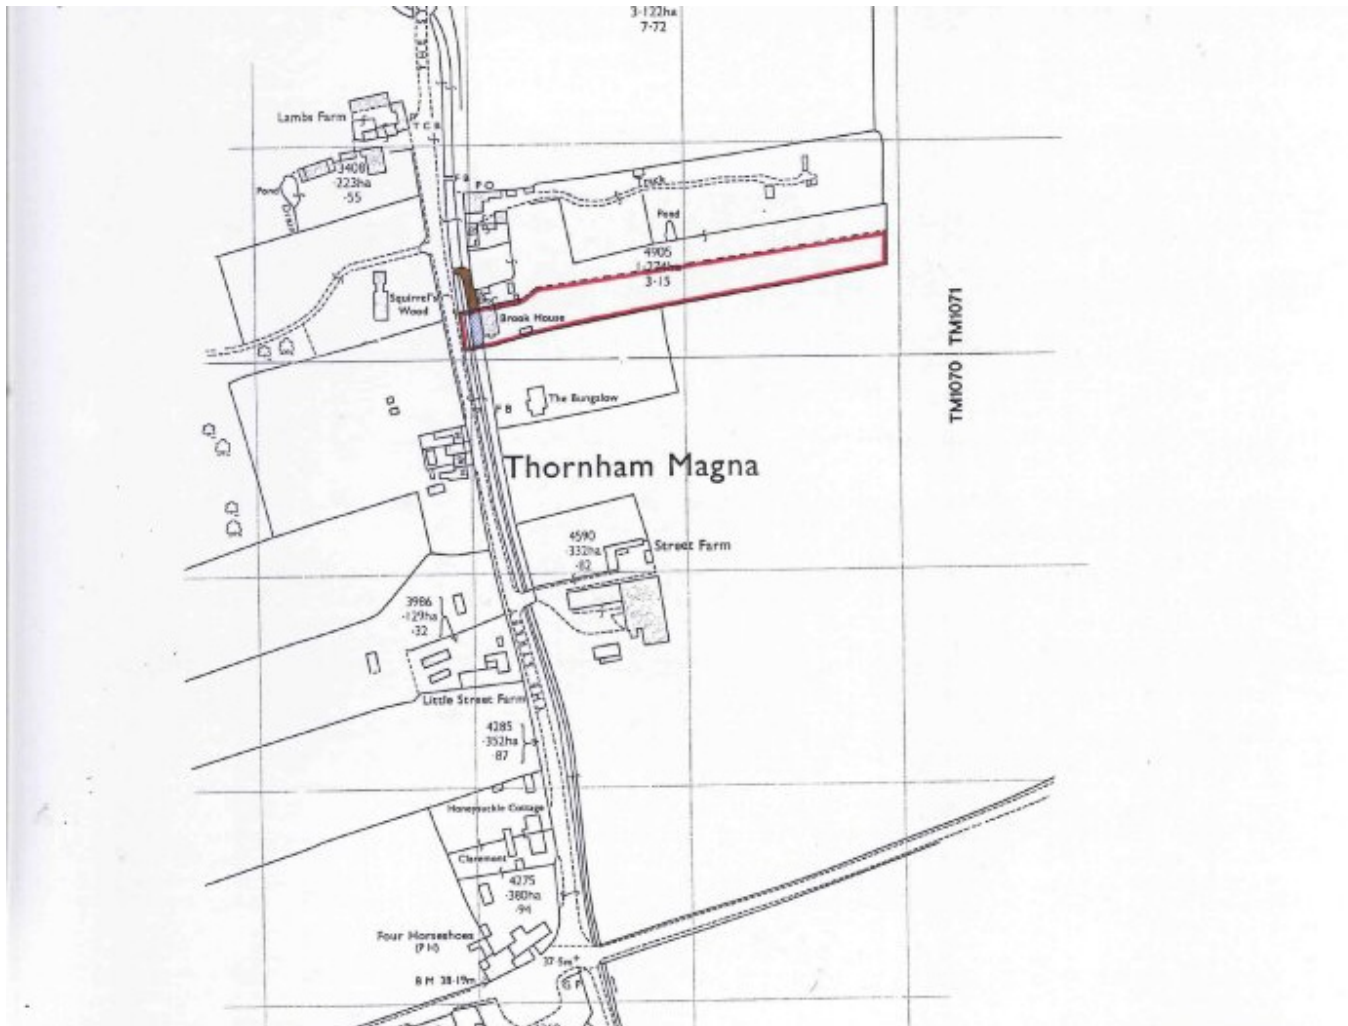 3·122ha
7·72
Lambs Farm
T C B
3408
·223ha
·55
Pond
Drain
F B
P O
Track
Pond
4905
1·274ha
3·15
Squirrel's
Wood
Brook House
TM1070 TM1071
The Bungalow
F B
Thornham Magna
4590
·332ha
·82
Street Farm
3986
·129ha
·32
Little Street Farm
4285
·352ha
·87
Honeysuckle Cottage
Claremont
4275
·380ha
·94
Four Horseshoes
(P H)
37·5m
B M 38·19m
G P